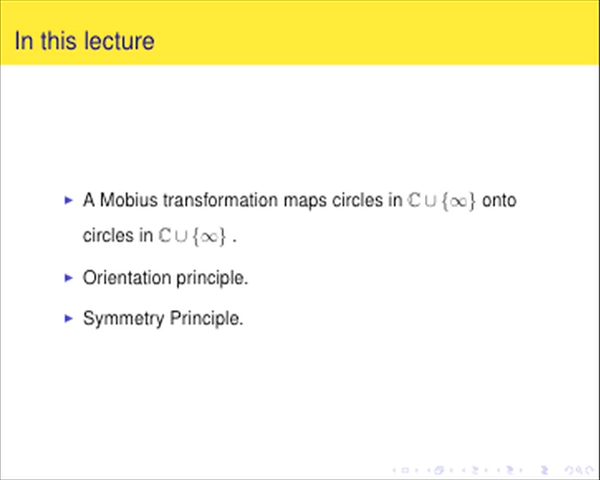 In this lecture
A Mobius transformation maps circles in ℂ ∪ {∞} onto
circles in ℂ ∪ {∞} .
Orientation principle.
Symmetry Principle.